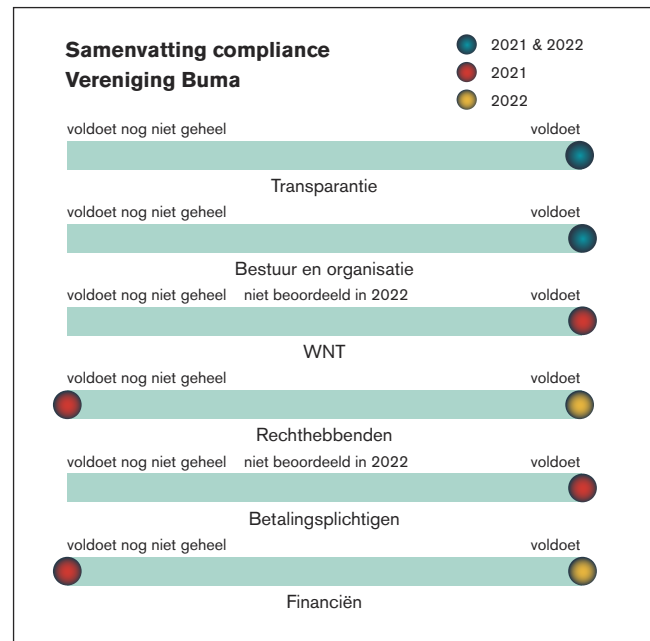 Samenvatting compliance
Vereniging Buma
2021 & 2022
2021
2022
voldoet nog niet geheel voldoet
Transparantie
voldoet nog niet geheel voldoet
Bestuur en organisatie
voldoet nog niet geheel niet beoordeeld in 2022 voldoet
WNT
voldoet nog niet geheel voldoet
Rechthebbenden
voldoet nog niet geheel niet beoordeeld in 2022 voldoet
Betalingsplichtigen
voldoet nog niet geheel voldoet
Financiën